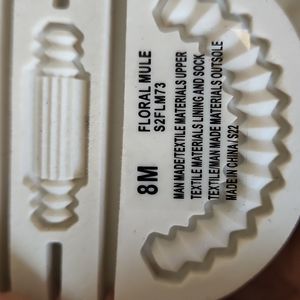 FLORAL MULE
S2FLM73
8M
MAN MADE/TEXTILE MATERIALS UPPER
TEXTILE MATERIALS LINING AND SOCK
TEXTILE/MAN MADE MATERIALS OUTSOLE
MADE IN CHINA / S22